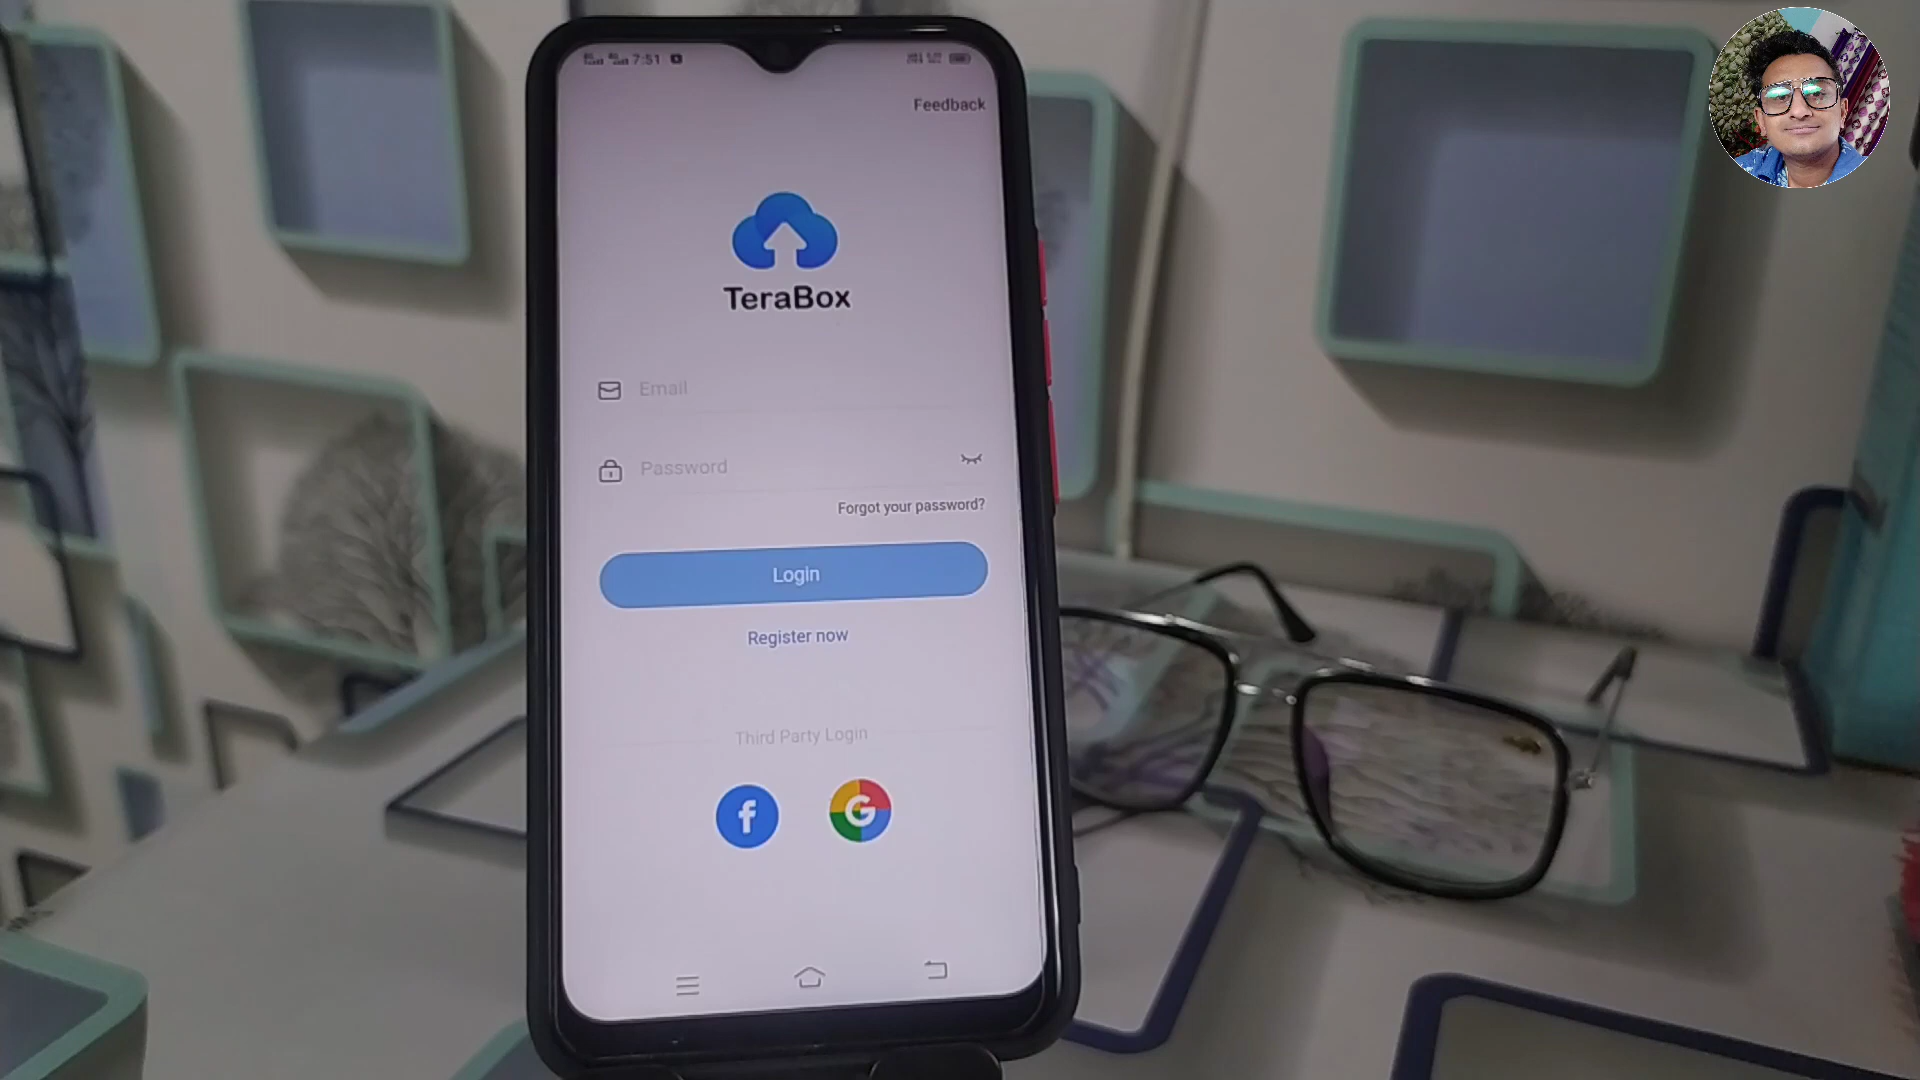 7:51
Feedback
TeraBox
Email
Password
Forgot your password?
Login
Register now
Third Party Login
f
G